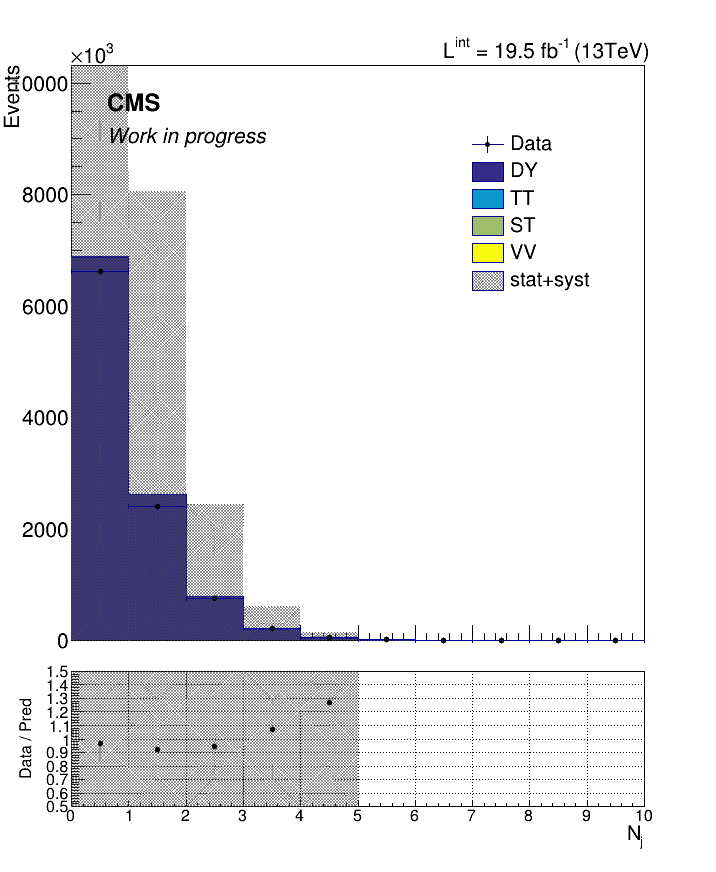 ×10³
L^int = 19.5 fb⁻¹ (13TeV)
Events
0000
8000
6000
4000
2000
0
CMS
Work in progress
Data
DY
TT
ST
VV
stat+syst
Data / Pred
1.5
1.4
1.3
1.2
1.1
1
0.9
0.8
0.7
0.6
0.5
0 1 2 3 4 5 6 7 8 9 10
N_j